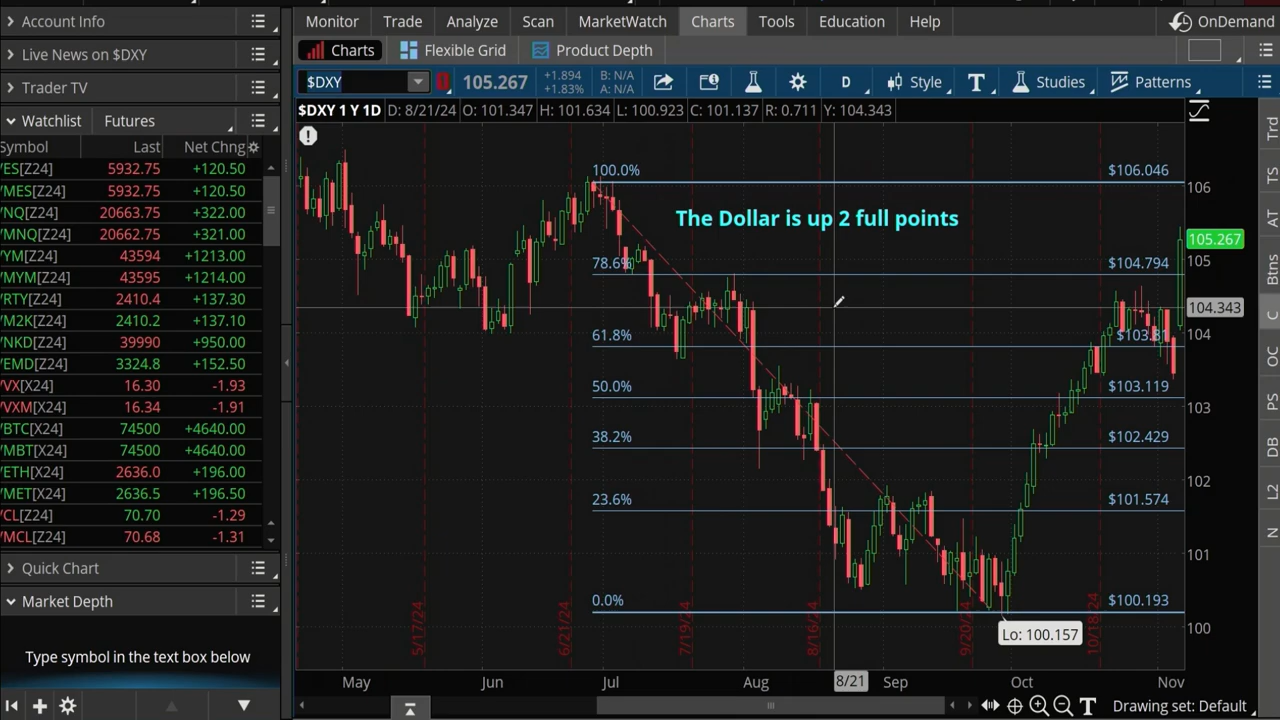 Account Info
Live News on $DXY
Trader TV
Watchlist Futures
Symbol Last Net Chng
/ES[Z24] 5932.75 +120.50
/MES[Z24] 5932.75 +120.50
/NQ[Z24] 20663.75 +322.00
/MNQ[Z24] 20662.75 +321.00
/YM[Z24] 43594 +1213.00
/MYM[Z24] 43595 +1214.00
/RTY[Z24] 2410.4 +137.30
/M2K[Z24] 2410.2 +137.10
/NKD[Z24] 39990 +950.00
/EMD[Z24] 3324.8 +152.50
/VX[X24] 16.30 -1.93
/VXM[X24] 16.34 -1.91
/BTC[X24] 74500 +4640.00
/MBT[X24] 74500 +4640.00
/ETH[X24] 2636.0 +196.00
/MET[X24] 2636.5 +196.50
/CL[Z24] 70.70 -1.29
/MCL[Z24] 70.68 -1.31
Quick Chart
Market Depth
Type symbol in the text box below
Monitor Trade Analyze Scan MarketWatch Charts Tools Education Help OnDemand
Charts Flexible Grid Product Depth
$DXY 105.267 +1.894 +1.83% B: N/A A: N/A D Style T Studies Patterns
$DXY 1 Y 1D D: 8/21/24 O: 101.347 H: 101.634 L: 100.923 C: 101.137 R: 0.711 Y: 104.343
100.0% $106.046
The Dollar is up 2 full points
78.6% $104.794
61.8% $103.81
50.0% $103.119
38.2% $102.429
23.6% $101.574
0.0% $100.193
Lo: 100.157
106
105.267
105
104.343
104
103
102
101
100
5/17/24 6/21/24 7/19/24 8/16/24 9/20/24 10/18/24
May Jun Jul Aug 8/21 Sep Oct Nov
T Drawing set: Default
Trd
TS
AT
Btns
C
OC
PS
DB
L2
N